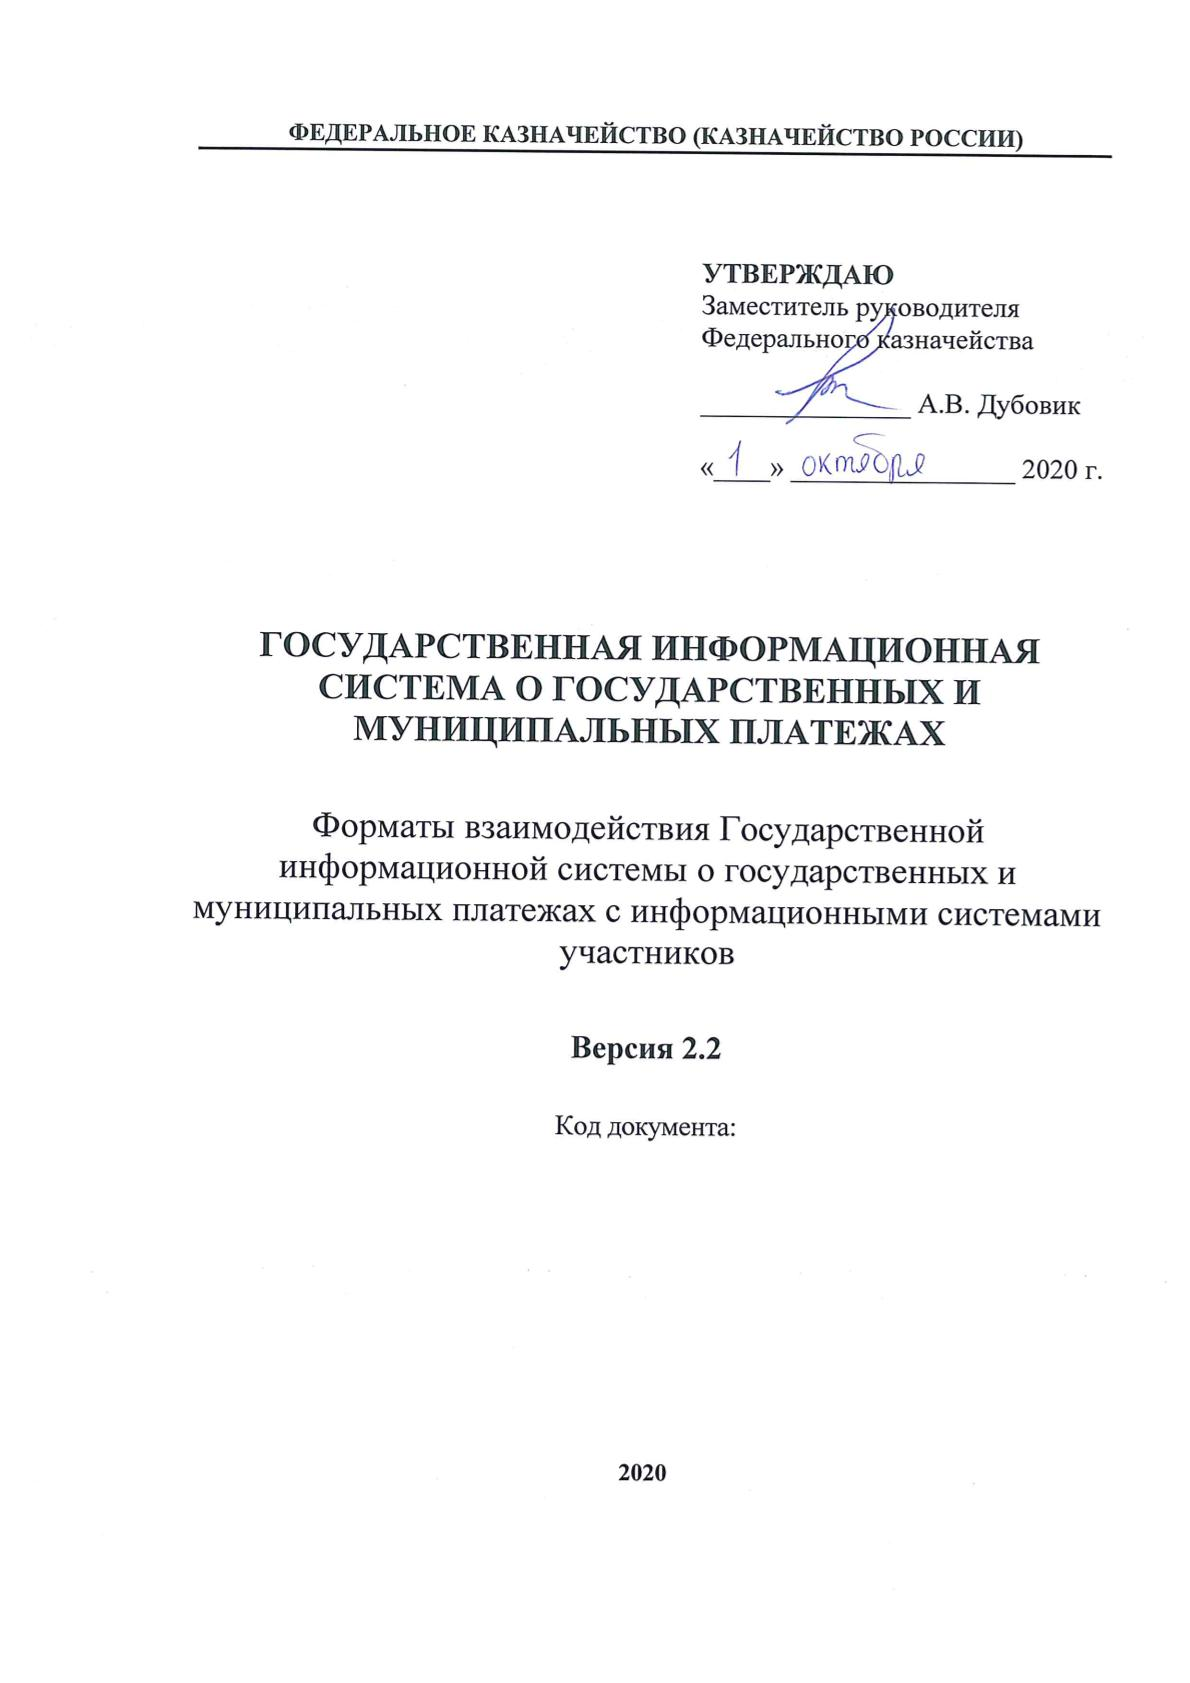 ФЕДЕРАЛЬНОЕ КАЗНАЧЕЙСТВО (КАЗНАЧЕЙСТВО РОССИИ)
УТВЕРЖДАЮ
Заместитель руководителя
Федерального казначейства
А.В. Дубовик
«1» октября 2020 г.
ГОСУДАРСТВЕННАЯ ИНФОРМАЦИОННАЯ
СИСТЕМА О ГОСУДАРСТВЕННЫХ И
МУНИЦИПАЛЬНЫХ ПЛАТЕЖАХ
Форматы взаимодействия Государственной
информационной системы о государственных и
муниципальных платежах с информационными системами
участников
Версия 2.2
Код документа:
2020